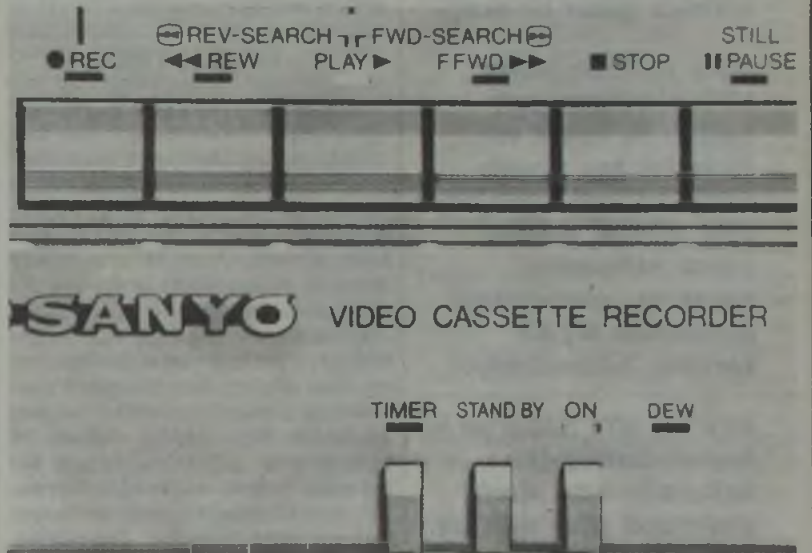 REV-SEARCH FWD-SEARCH STILL
REC REW PLAY FFWD STOP PAUSE
SANYO VIDEO CASSETTE RECORDER
TIMER STAND BY ON DEW